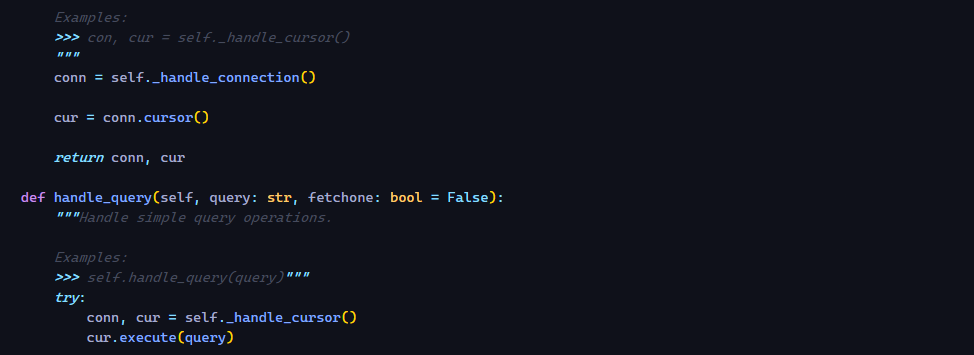 Examples:
>>> con, cur = self._handle_cursor()
"""
conn = self._handle_connection()
cur = conn.cursor()
return conn, cur
def handle_query(self, query: str, fetchone: bool = False):
"""Handle simple query operations.
Examples:
>>> self.handle_query(query)"""
try:
conn, cur = self._handle_cursor()
cur.execute(query)